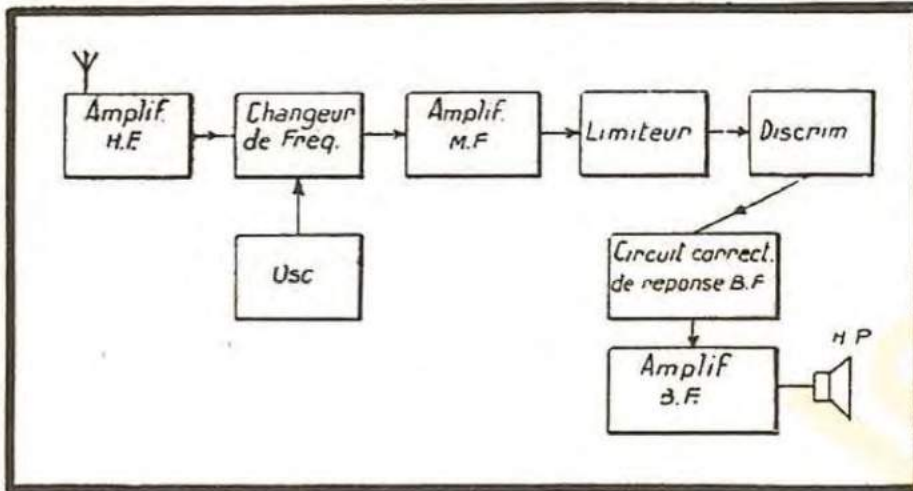 Amplif.
H.F.
Changeur
de Freq.
Amplif.
M.F
Limiteur
Discrim
Osc
Circuit correct.
de reponse B.F
Amplif
B.F.
H P